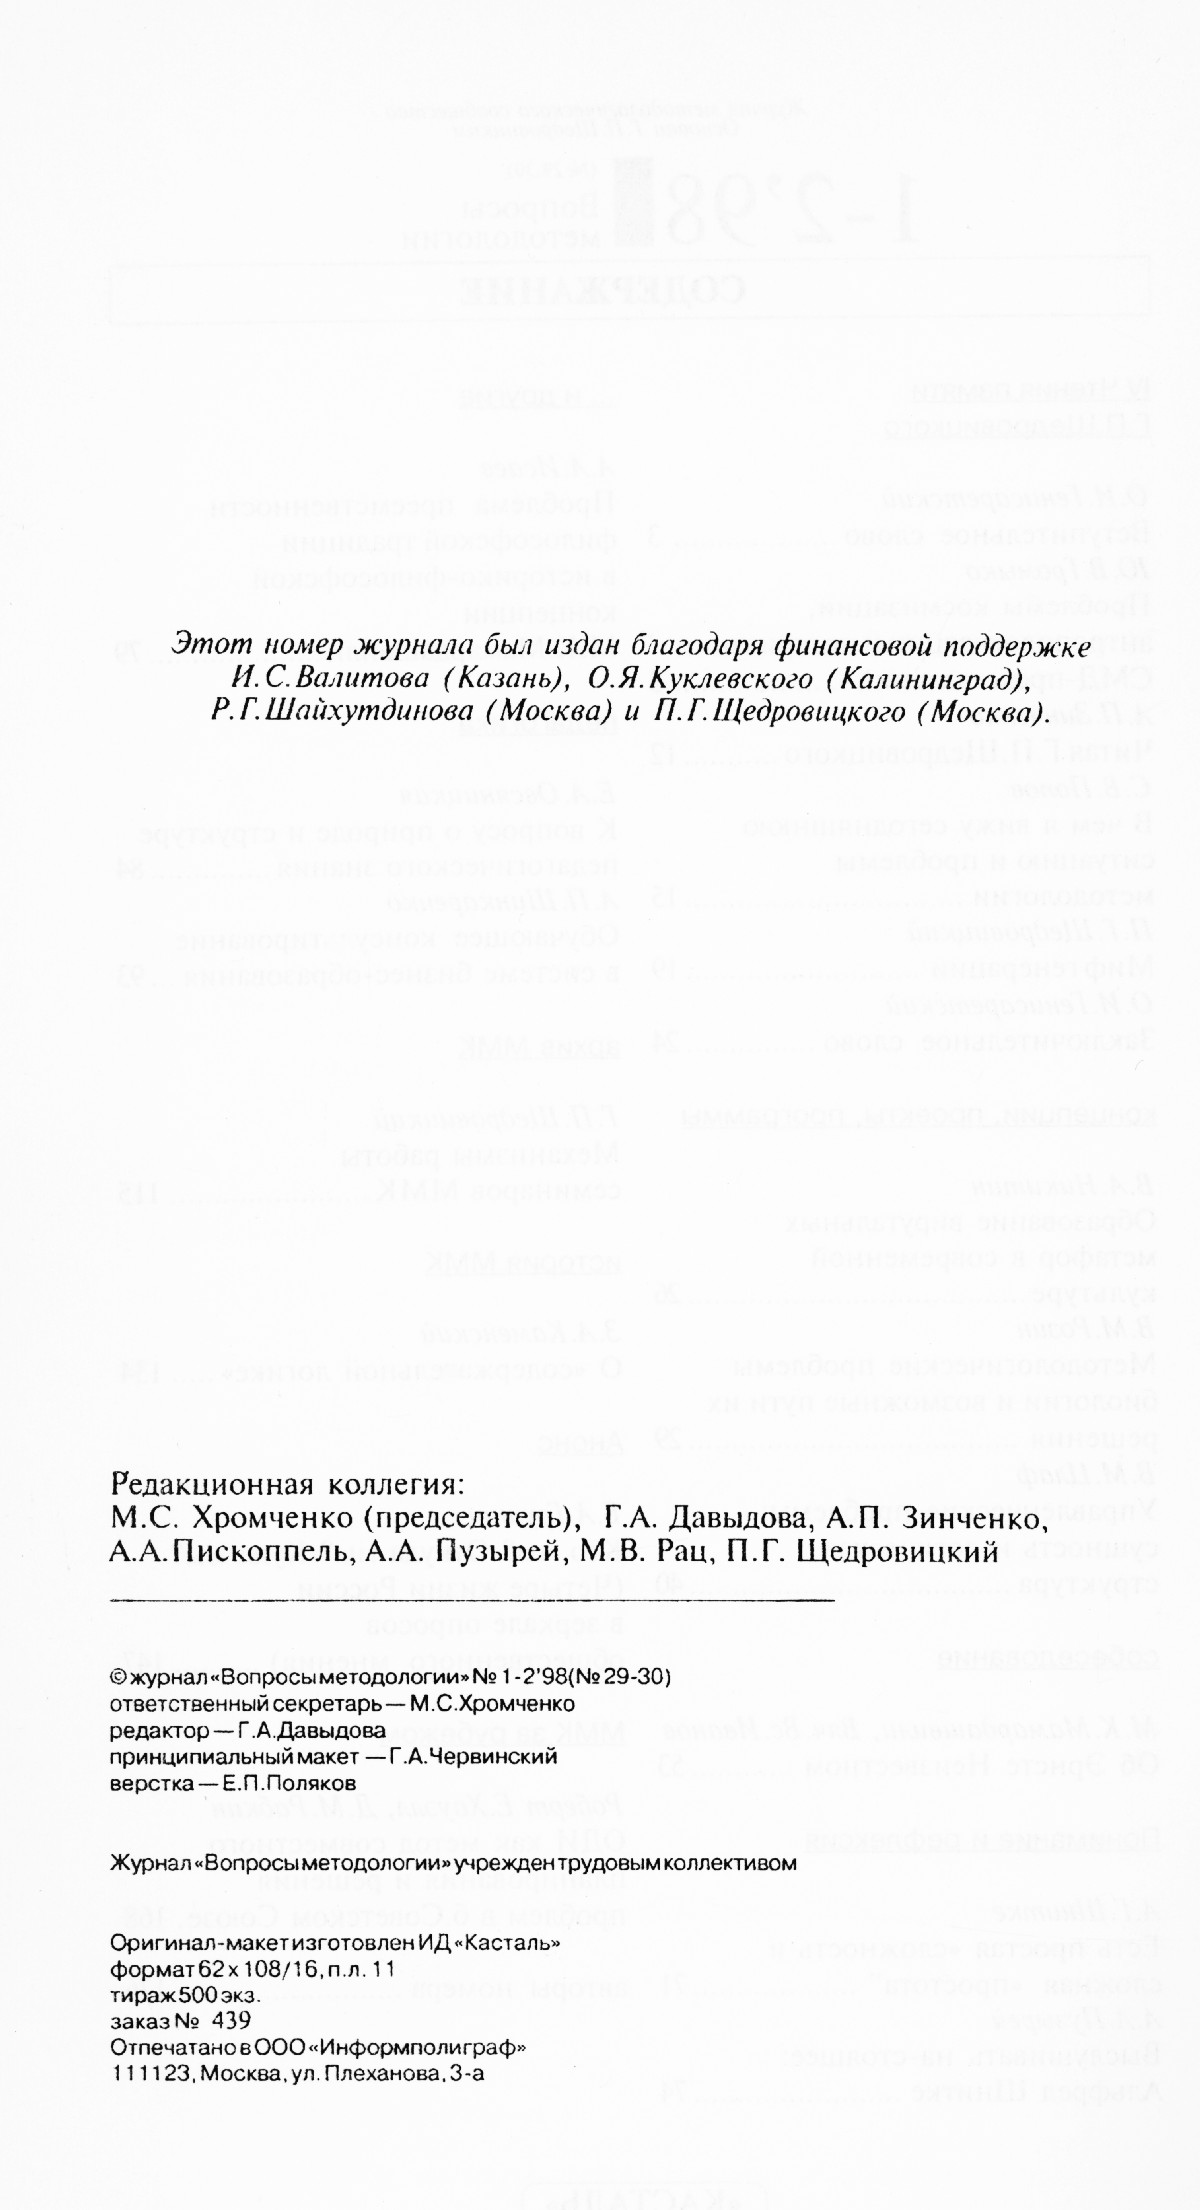 Этот номер журнала был издан благодаря финансовой поддержке
И.С.Валитова (Казань), О.Я.Куклевского (Калининград),
Р.Г.Шайхутдинова (Москва) и П.Г.Щедровицкого (Москва).
Редакционная коллегия:
М.С. Хромченко (председатель), Г.А. Давыдова, А.П. Зинченко,
А.А.Пископпель, А.А. Пузырей, М.В. Рац, П.Г. Щедровицкий
© журнал «Вопросы методологии» № 1-2'98(№ 29-30)
ответственный секретарь — М.С.Хромченко
редактор — Г.А.Давыдова
принципиальный макет — Г.А.Червинский
верстка — Е.П.Поляков
Журнал «Вопросы методологии» учрежден трудовым коллективом
Оригинал-макет изготовлен ИД «Касталь»
формат 62 х 108/16, п.л. 11
тираж 500 экз.
заказ № 439
Отпечатано в ООО «Информполиграф»
111123, Москва, ул. Плеханова, 3-а